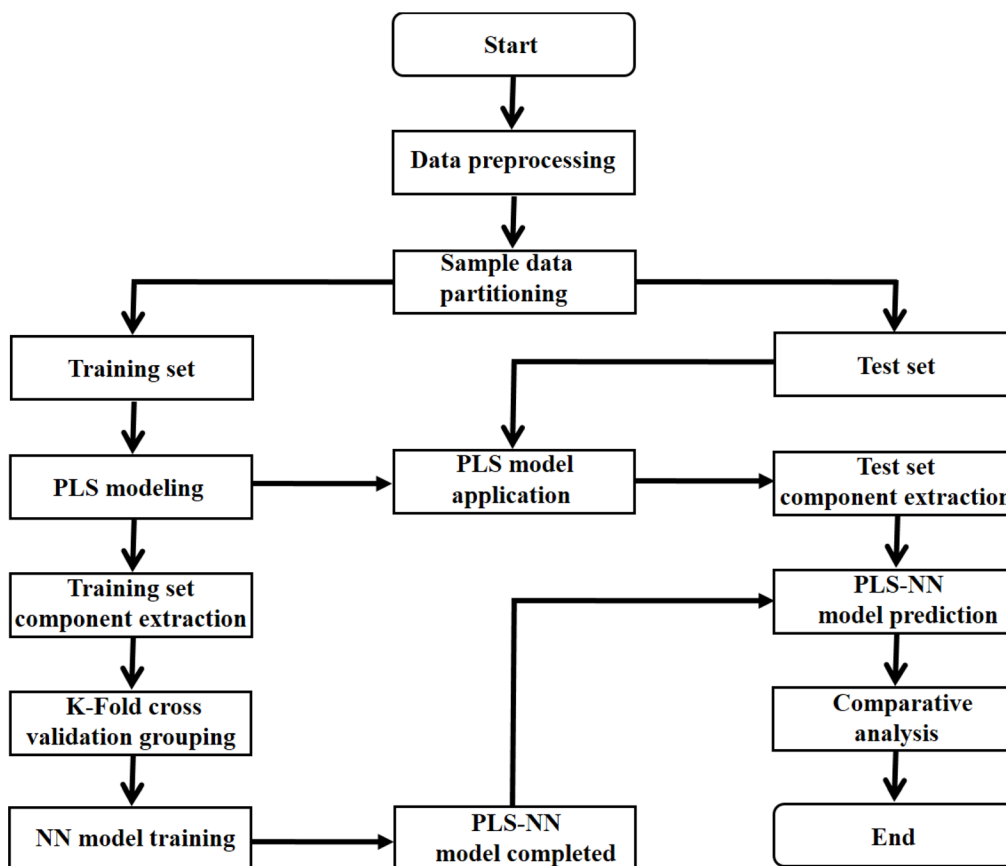 Start
Data preprocessing
Sample data
partitioning
Training set
Test set
PLS modeling
PLS model
application
Test set
component extraction
Training set
component extraction
PLS-NN
model prediction
K-Fold cross
validation grouping
Comparative
analysis
NN model training
PLS-NN
model completed
End